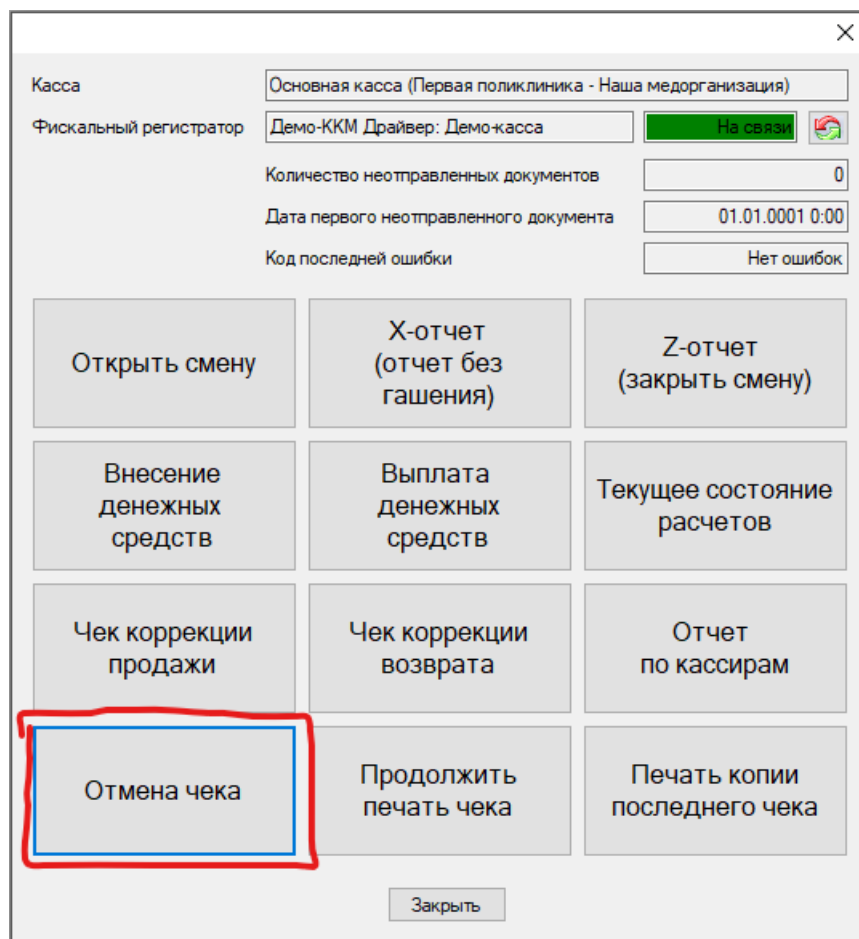 Касса
Основная касса (Первая поликлиника - Наша медорганизация)
Фискальный регистратор
Демо-ККМ Драйвер: Демо-касса
На связи
Количество неотправленных документов
0
Дата первого неотправленного документа
01.01.0001 0:00
Код последней ошибки
Нет ошибок
Открыть смену
X-отчет
(отчет без
гашения)
Z-отчет
(закрыть смену)
Внесение
денежных
средств
Выплата
денежных
средств
Текущее состояние
расчетов
Чек коррекции
продажи
Чек коррекции
возврата
Отчет
по кассирам
Отмена чека
Продолжить
печать чека
Печать копии
последнего чека
Закрыть